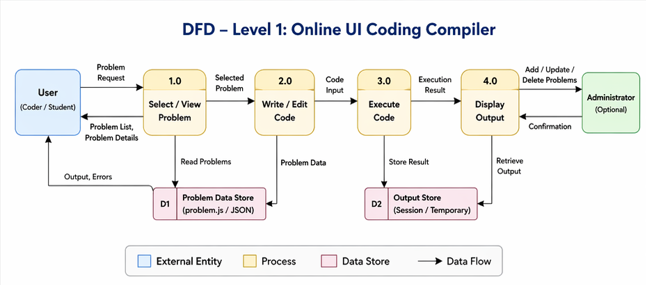 DFD – Level 1: Online UI Coding Compiler
User
(Coder / Student)
Problem
Request
Problem List,
Problem Details
1.0
Select / View
Problem
Selected
Problem
2.0
Write / Edit
Code
Code
Input
3.0
Execute
Code
Execution
Result
4.0
Display
Output
Add / Update /
Delete Problems
Confirmation
Administrator
(Optional)
Output, Errors
Read Problems
Problem Data
Store Result
Retrieve
Output
D1
Problem Data Store
(problem.js / JSON)
D2
Output Store
(Session / Temporary)
External Entity
Process
Data Store
Data Flow